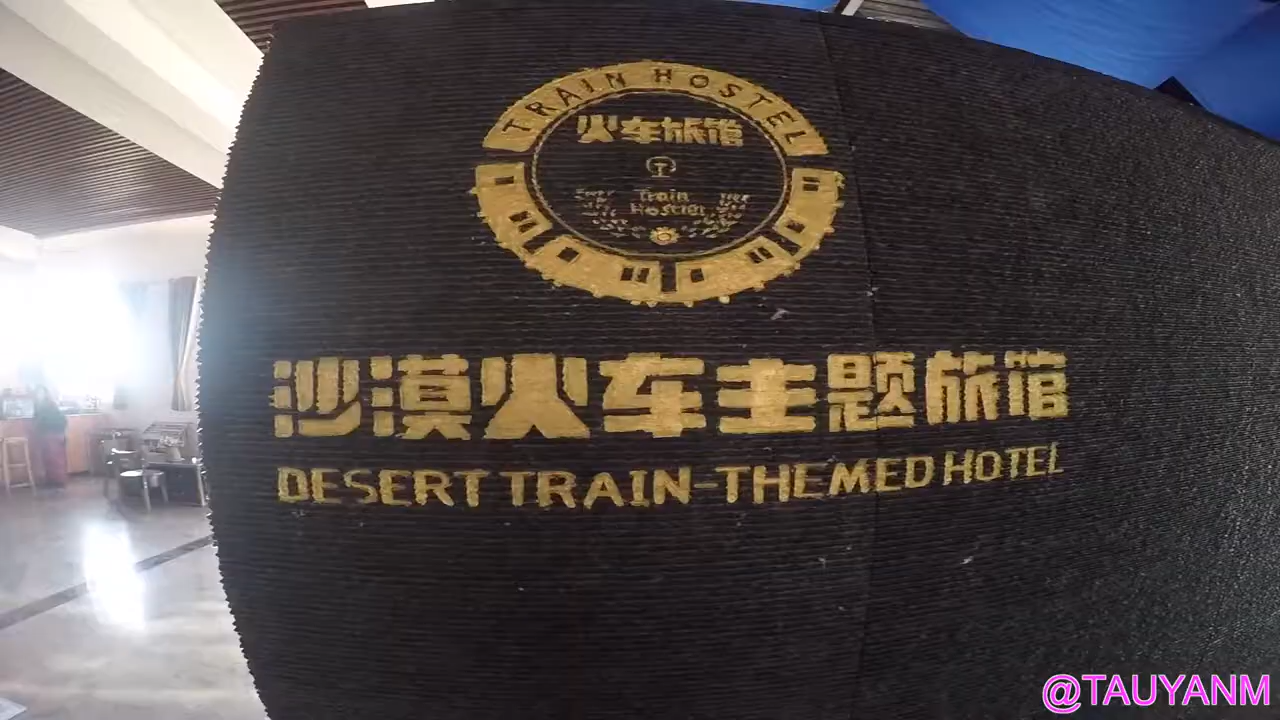 TRAIN HOSTEL
火车旅馆
Train
Hostel
沙漠火车主题旅馆
DESERT TRAIN-THEMED HOTEL
@TAUYANM